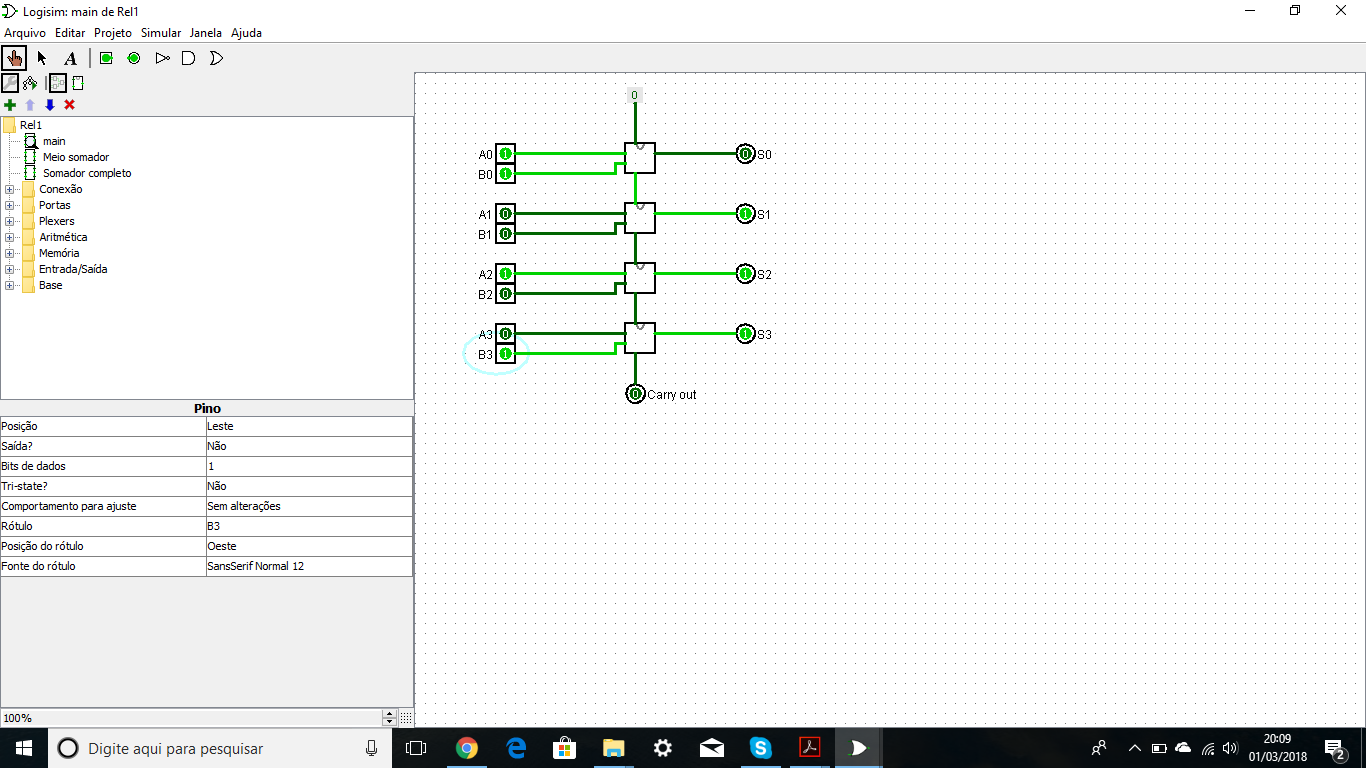 Logisim: main de Rel1
Arquivo Editar Projeto Simular Janela Ajuda
A
Rel1
main
Meio somador
Somador completo
Conexão
Portas
Plexers
Aritmética
Memória
Entrada/Saída
Base
Pino
Posição Leste
Saída? Não
Bits de dados 1
Tri-state? Não
Comportamento para ajuste Sem alterações
Rótulo B3
Posição do rótulo Oeste
Fonte do rótulo SansSerif Normal 12
100%
0
A0 1 0 S0
B0 1
A1 0 1 S1
B1 0
A2 1 1 S2
B2 0
A3 0 1 S3
B3 1
0 Carry out
Digite aqui para pesquisar
20:09
01/03/2018
2